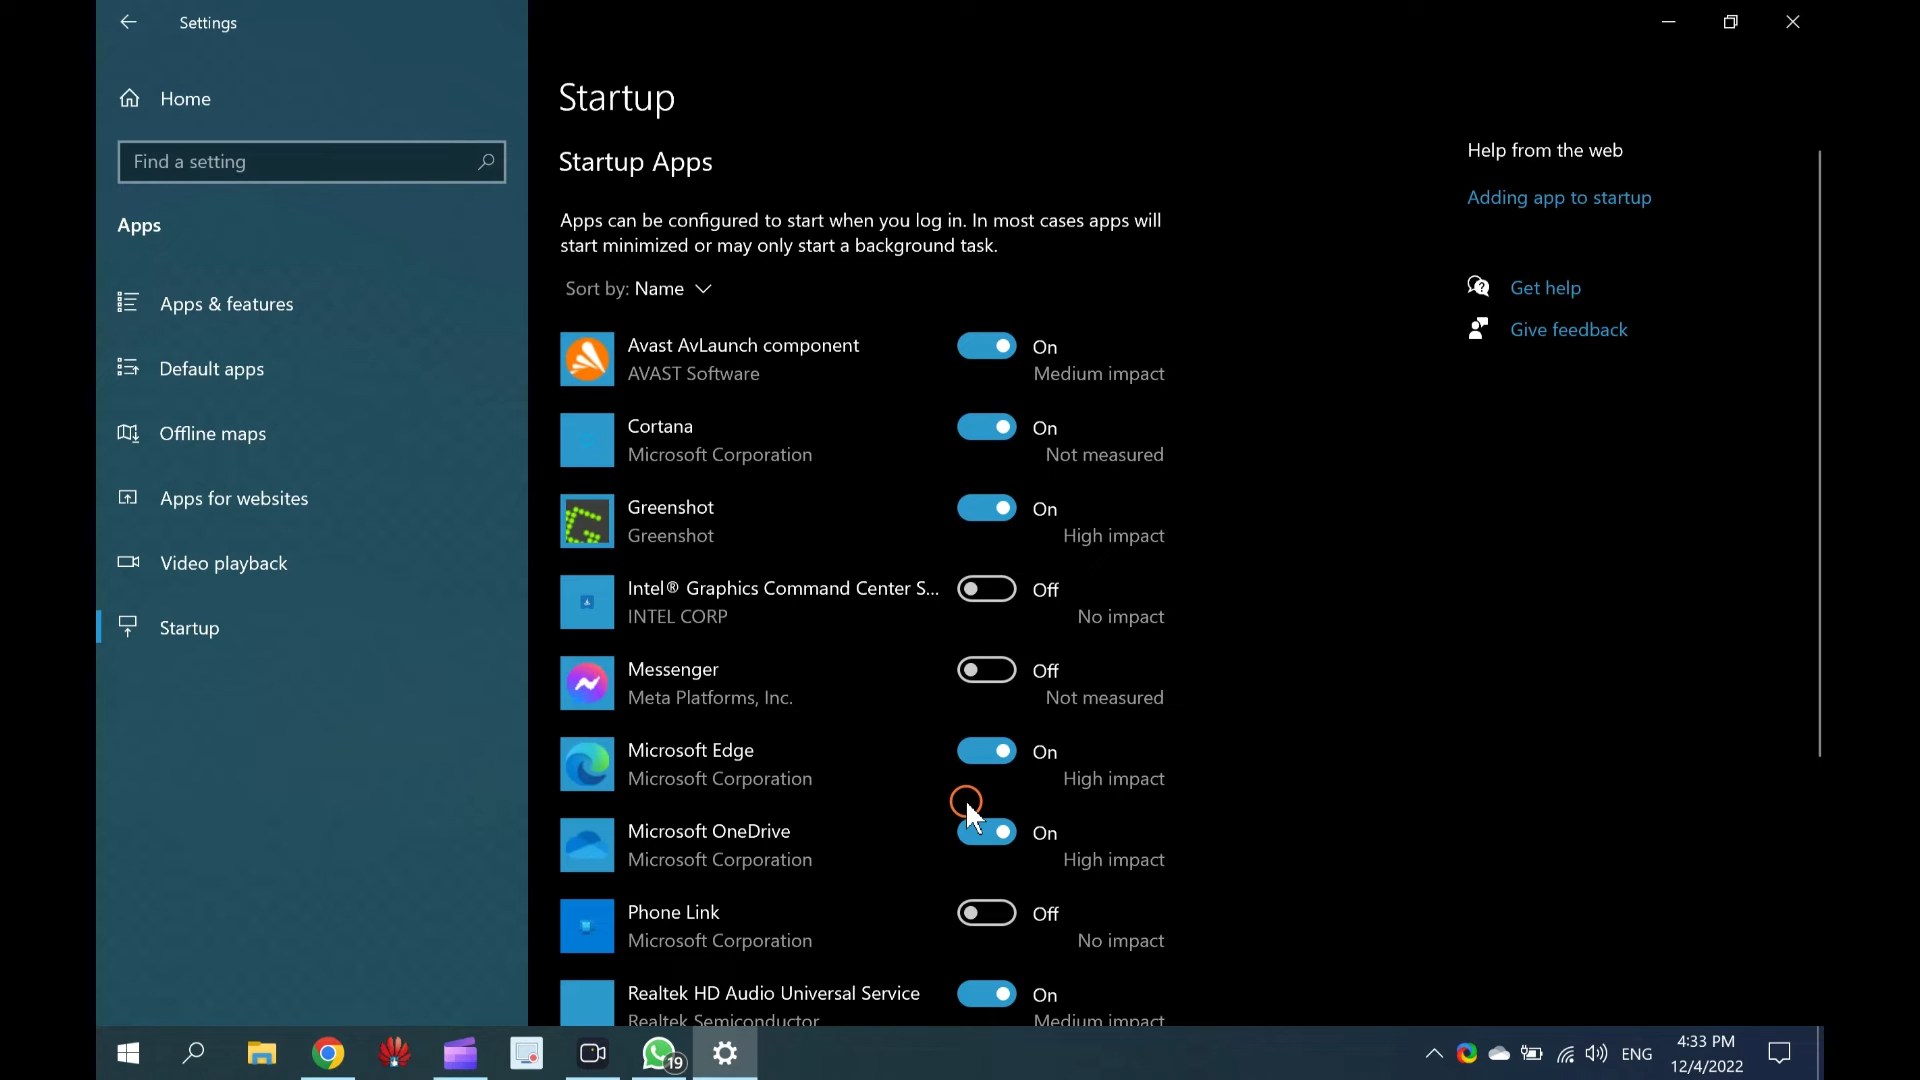 Settings
Home
Find a setting
Apps
Apps & features
Default apps
Offline maps
Apps for websites
Video playback
Startup
Startup
Startup Apps
Apps can be configured to start when you log in. In most cases apps will
start minimized or may only start a background task.
Sort by: Name
Avast AvLaunch component
AVAST Software
On
Medium impact
Cortana
Microsoft Corporation
On
Not measured
Greenshot
Greenshot
On
High impact
Intel® Graphics Command Center S...
INTEL CORP
Off
No impact
Messenger
Meta Platforms, Inc.
Off
Not measured
Microsoft Edge
Microsoft Corporation
On
High impact
Microsoft OneDrive
Microsoft Corporation
On
High impact
Phone Link
Microsoft Corporation
Off
No impact
Realtek HD Audio Universal Service
Realtek Semiconductor
On
Medium impact
Help from the web
Adding app to startup
Get help
Give feedback
19
ENG
4:33 PM
12/4/2022